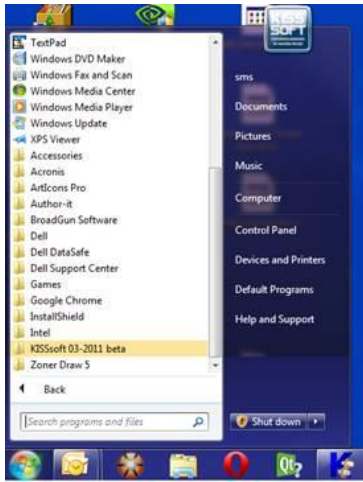 KISS
SOFT
TextPad
Windows DVD Maker
Windows Fax and Scan
Windows Media Center
Windows Media Player
Windows Update
XPS Viewer
Accessories
Acronis
ArtIcons Pro
Author-it
BroadGun Software
Dell
Dell DataSafe
Dell Support Center
Games
Google Chrome
InstallShield
Intel
KISSsoft 03-2011 beta
Zoner Draw 5
Back
Search programs and files
sms
Documents
Pictures
Music
Computer
Control Panel
Devices and Printers
Default Programs
Help and Support
Shut down
Qt?